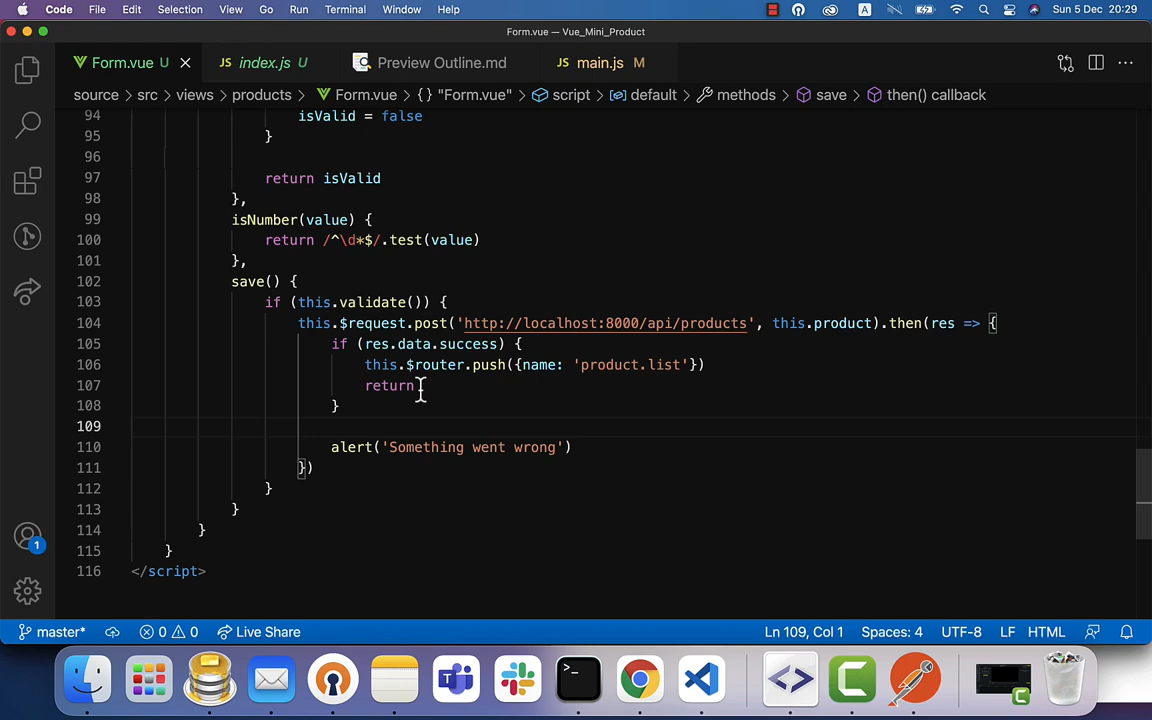 Code File Edit Selection View Go Run Terminal Window Help A Sun 5 Dec 20:29
Form.vue — Vue_Mini_Product
Form.vue U JS index.js U Preview Outline.md JS main.js M
source > src > views > products > Form.vue > {} "Form.vue" > script > default > methods > save > then() callback
94 isValid = false
95 }
96
97 return isValid
98 },
99 isNumber(value) {
100 return /^\d*$/.test(value)
101 },
102 save() {
103 if (this.validate()) {
104 this.$request.post('http://localhost:8000/api/products', this.product).then(res => {
105 if (res.data.success) {
106 this.$router.push({name: 'product.list'})
107 return
108 }
109
110 alert('Something went wrong')
111 })
112 }
113 }
114 }
115 }
116 </script>
1
master* 0 0 Live Share Ln 109, Col 1 Spaces: 4 UTF-8 LF HTML